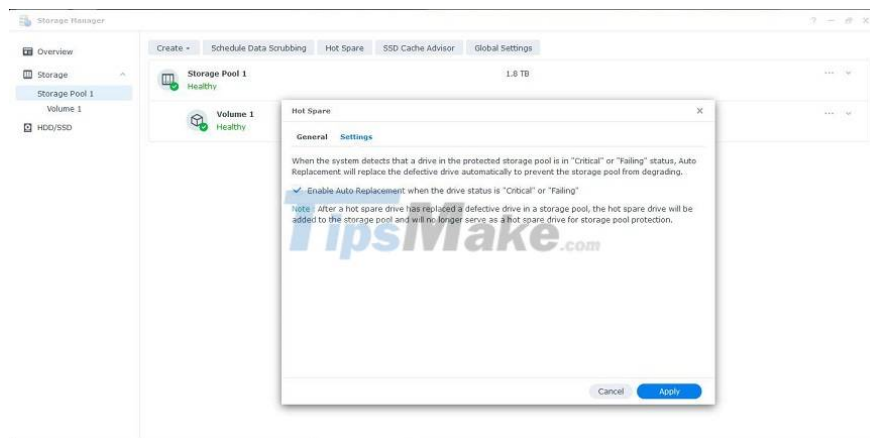 Storage Manager
Overview
Storage
Storage Pool 1
Volume 1
HDD/SSD
Create
Schedule Data Scrubbing
Hot Spare
SSD Cache Advisor
Global Settings
Storage Pool 1
1.8 TB
Healthy
Volume 1
Healthy
Hot Spare
General
Settings
When the system detects that a drive in the protected storage pool is in "Critical" or "Failing" status, Auto
Replacement will replace the defective drive automatically to prevent the storage pool from degrading.
Enable Auto Replacement when the drive status is "Critical" or "Failing"
Note : After a hot spare drive has replaced a defective drive in a storage pool, the hot spare drive will be
added to the storage pool and will no longer serve as a hot spare drive for storage pool protection.
TipsMake.com
Cancel
Apply